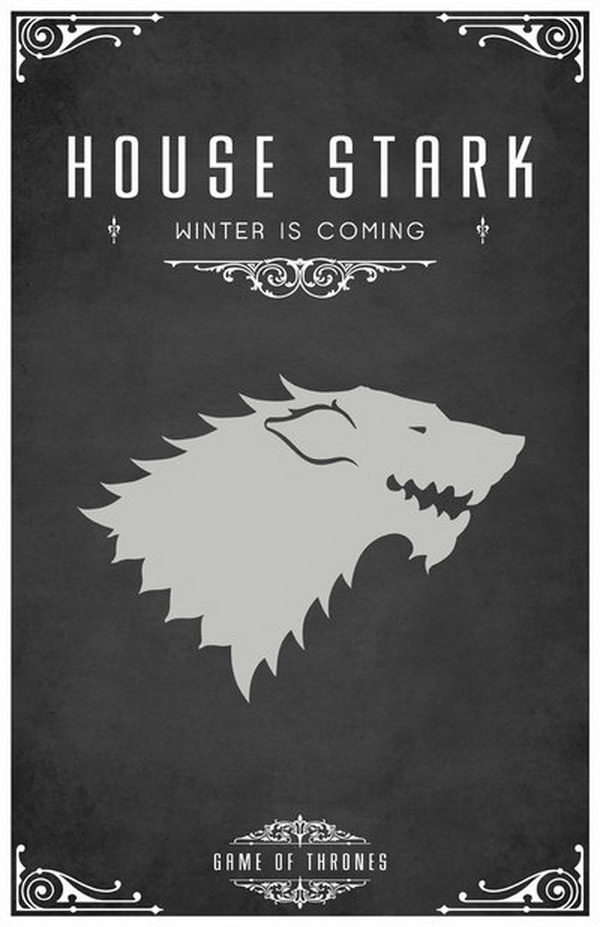 HOUSE STARK
WINTER IS COMING
GAME OF THRONES